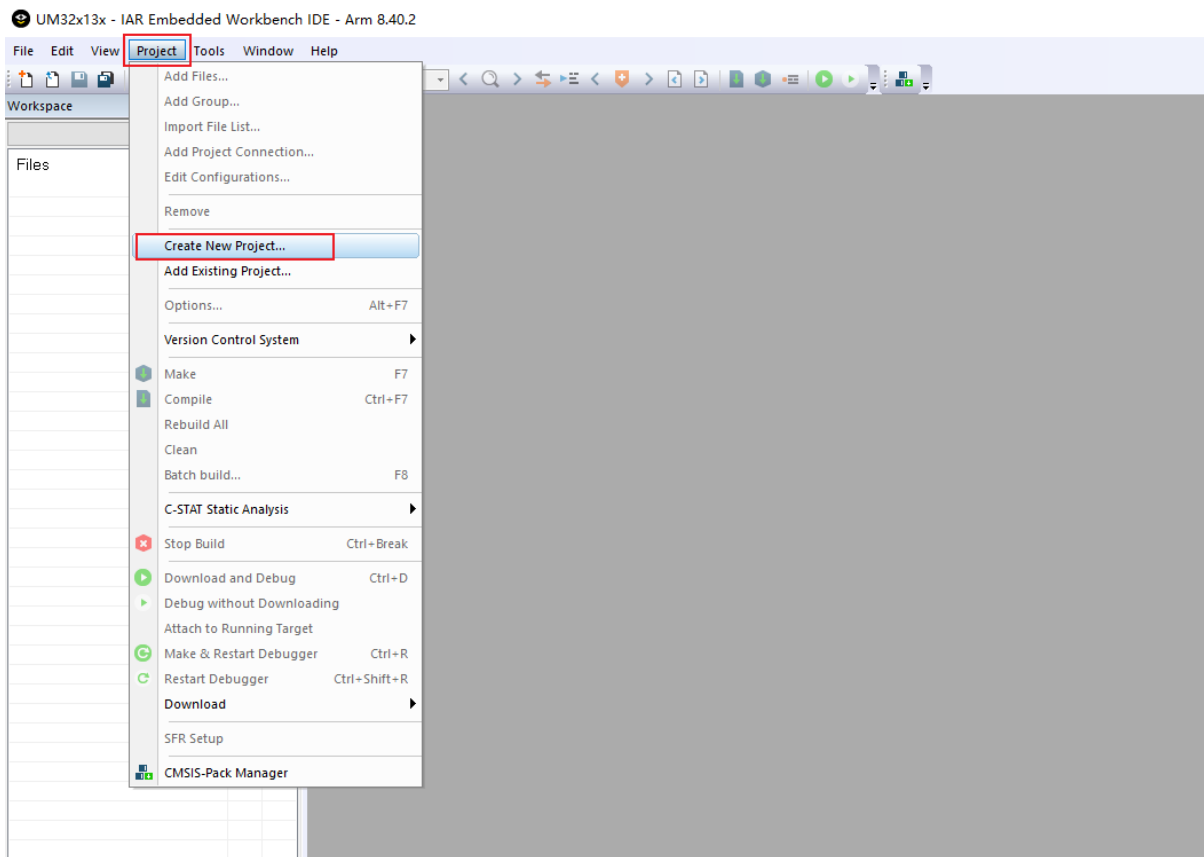 UM32x13x - IAR Embedded Workbench IDE - Arm 8.40.2
File Edit View Project Tools Window Help
Workspace
Files
Add Files...
Add Group...
Import File List...
Add Project Connection...
Edit Configurations...
Remove
Create New Project...
Add Existing Project...
Options... Alt+F7
Version Control System
Make F7
Compile Ctrl+F7
Rebuild All
Clean
Batch build... F8
C-STAT Static Analysis
Stop Build Ctrl+Break
Download and Debug Ctrl+D
Debug without Downloading
Attach to Running Target
Make & Restart Debugger Ctrl+R
Restart Debugger Ctrl+Shift+R
Download
SFR Setup
CMSIS-Pack Manager